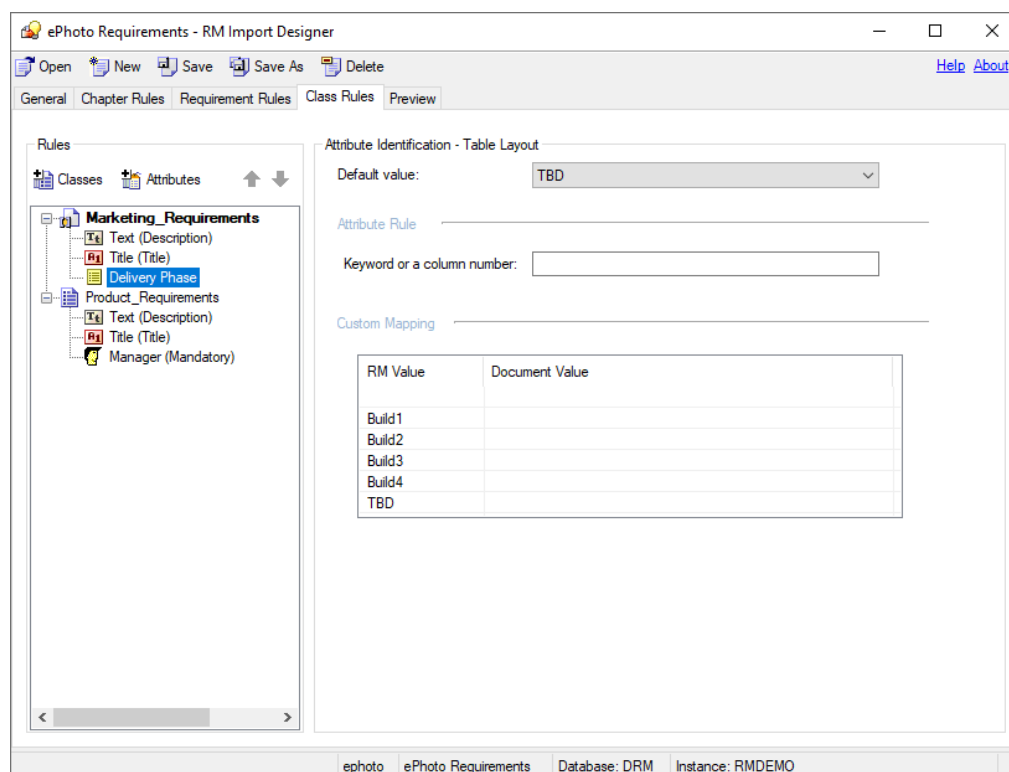 ePhoto Requirements - RM Import Designer
Open New Save Save As Delete Help About
General Chapter Rules Requirement Rules Class Rules Preview
Rules
Classes Attributes
Marketing_Requirements
Text (Description)
Title (Title)
Delivery Phase
Product_Requirements
Text (Description)
Title (Title)
Manager (Mandatory)
Attribute Identification - Table Layout
Default value: TBD
Attribute Rule
Keyword or a column number:
Custom Mapping
RM Value Document Value
Build1
Build2
Build3
Build4
TBD
ephoto ePhoto Requirements Database: DRM Instance: RMDEMO